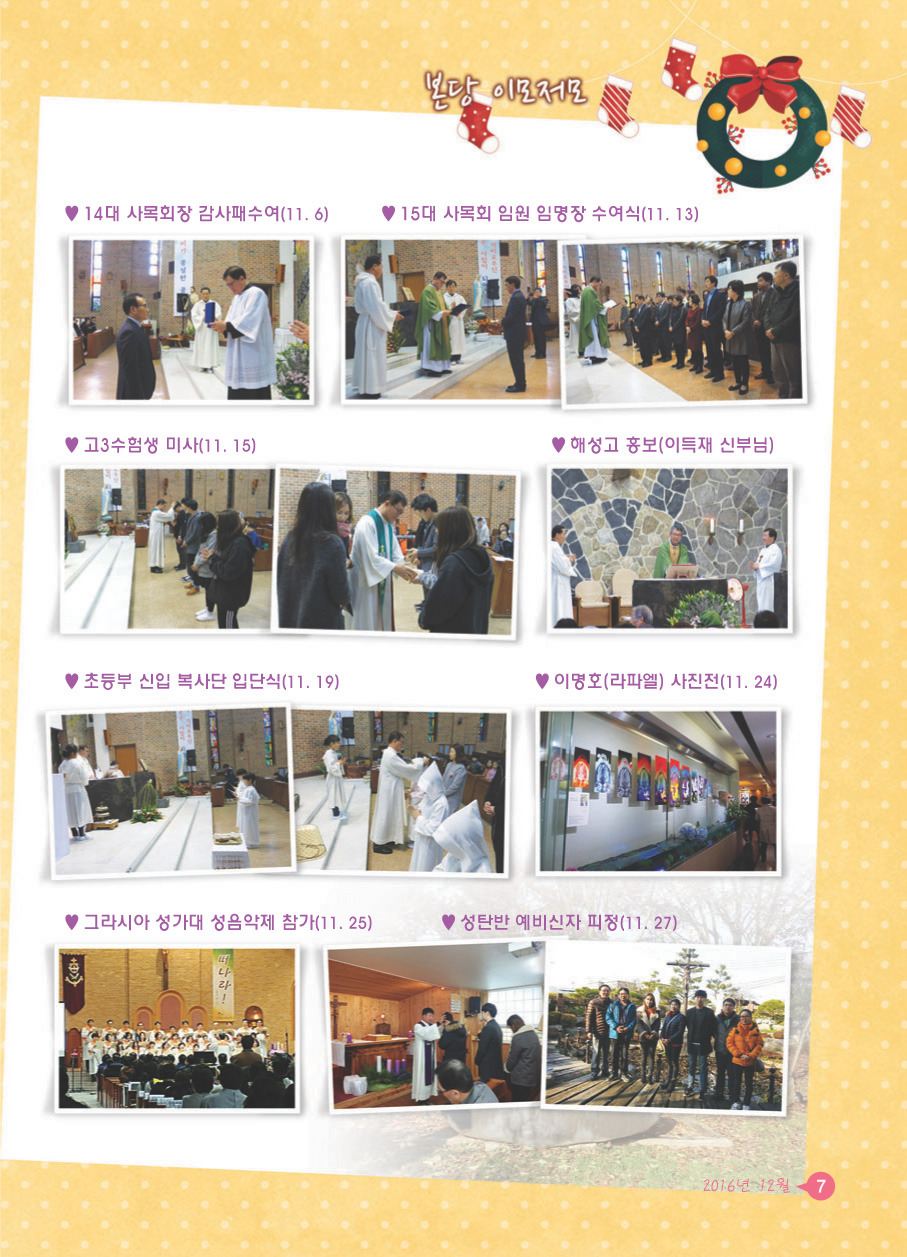 본당 이모저모
♥ 14대 사목회장 감사패수여(11. 6)
♥ 15대 사목회 임원 임명장 수여식(11. 13)
♥ 고3수험생 미사(11. 15)
♥ 해성고 홍보(이득재 신부님)
♥ 초등부 신입 복사단 입단식(11. 19)
♥ 이명호(라파엘) 사진전(11. 24)
♥ 그라시아 성가대 성음악제 참가(11. 25)
♥ 성탄반 예비신자 피정(11. 27)
떠나라!
2016년 12월 7